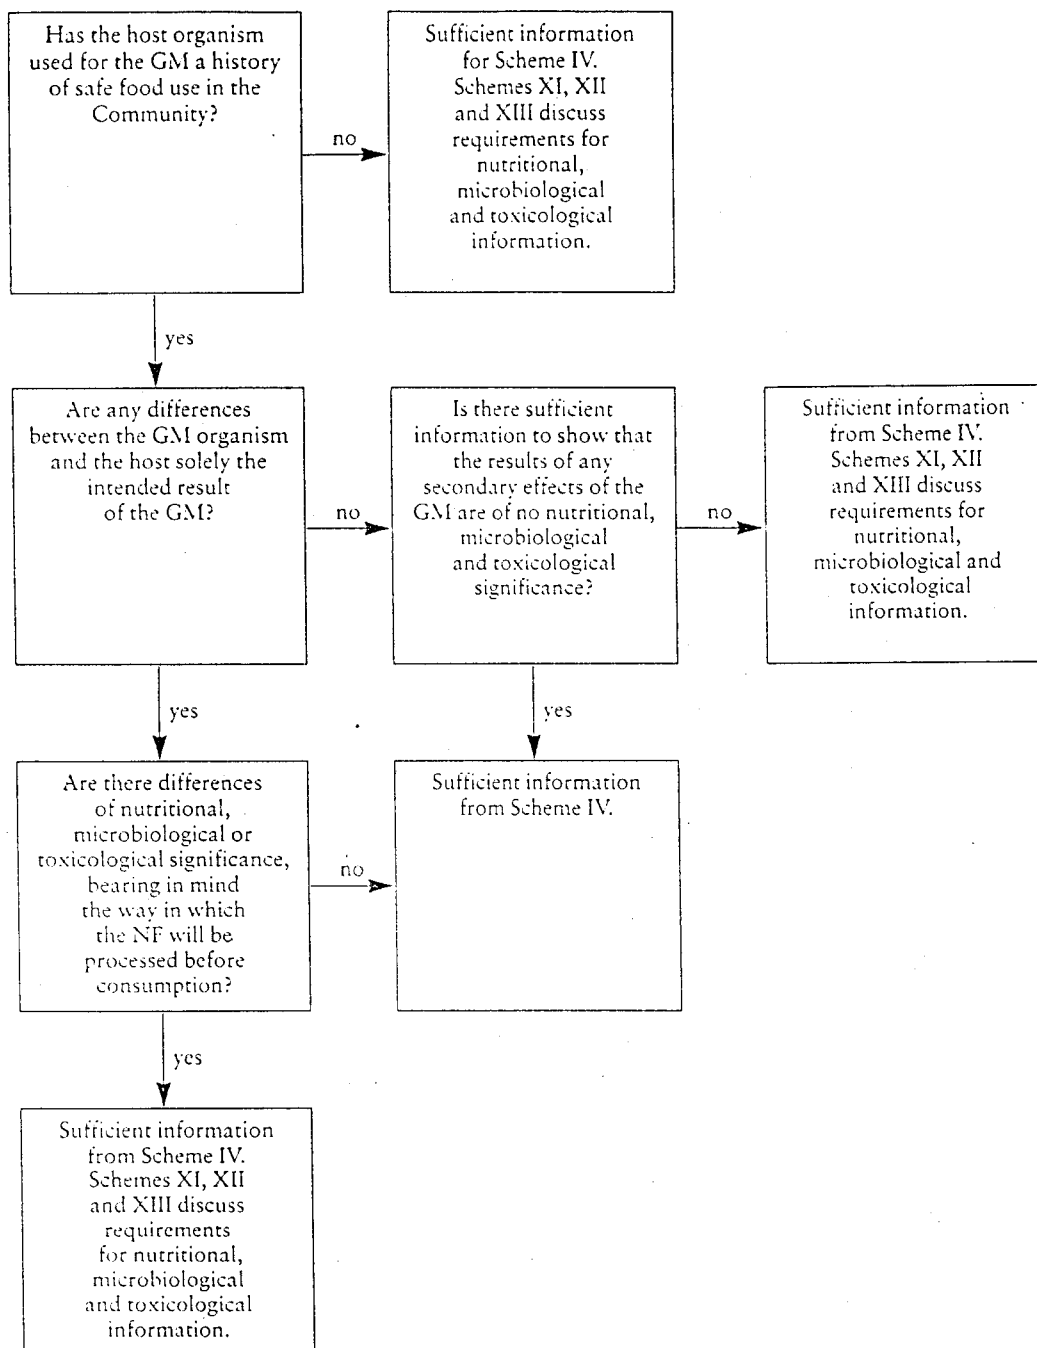 Has the host organism
used for the GM a history
of safe food use in the
Community?
no
Sufficient information
for Scheme IV.
Schemes XI, XII
and XIII discuss
requirements for
nutritional,
microbiological
and toxicological
information.
yes
Are any differences
between the GM organism
and the host solely the
intended result
of the GM?
no
Is there sufficient
information to show that
the results of any
secondary effects of the
GM are of no nutritional,
microbiological
and toxicological
significance?
no
Sufficient information
from Scheme IV.
Schemes XI, XII
and XIII discuss
requirements for
nutritional,
microbiological and
toxicological
information.
yes
yes
Are there differences
of nutritional,
microbiological or
toxicological significance,
bearing in mind
the way in which
the NF will be
processed before
consumption?
no
Sufficient information
from Scheme IV.
yes
Sufficient information
from Scheme IV.
Schemes XI, XII
and XIII discuss
requirements
for nutritional,
microbiological
and toxicological
information.